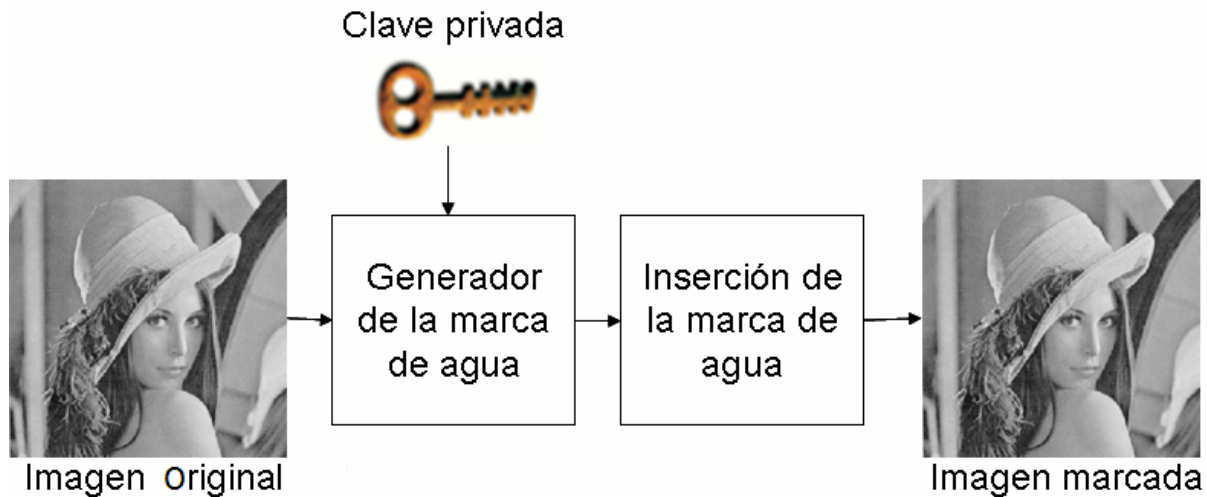 Clave privada
Generador
de la marca
de agua
Inserción de
la marca de
agua
Imagen Original
Imagen marcada